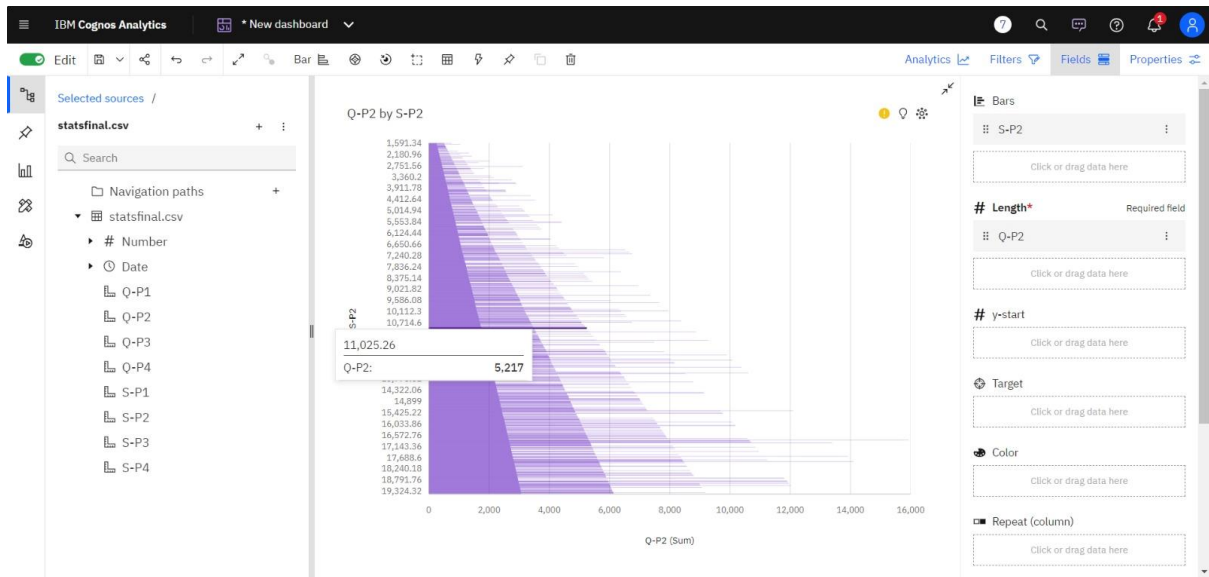 IBM Cognos Analytics
* New dashboard
7
1
Edit
Bar
Analytics
Filters
Fields
Properties
Selected sources /
statsfinal.csv
Search
Navigation paths
statsfinal.csv
# Number
Date
Q-P1
Q-P2
Q-P3
Q-P4
S-P1
S-P2
S-P3
S-P4
Q-P2 by S-P2
1,591.34
2,180.96
2,751.56
3,360.2
3,911.78
4,412.64
5,014.94
5,553.84
6,124.44
6,650.66
7,240.28
7,836.24
8,375.14
9,021.82
9,586.08
10,112.3
10,714.6
S-P2
11,025.26
Q-P2: 5,217
14,322.06
14,899
15,425.22
16,033.86
16,572.76
17,143.36
17,688.6
18,240.18
18,791.76
19,324.32
0 2,000 4,000 6,000 8,000 10,000 12,000 14,000 16,000
Q-P2 (Sum)
Bars
S-P2
Click or drag data here
# Length* Required field
Q-P2
Click or drag data here
# y-start
Click or drag data here
Target
Click or drag data here
Color
Click or drag data here
Repeat (column)
Click or drag data here